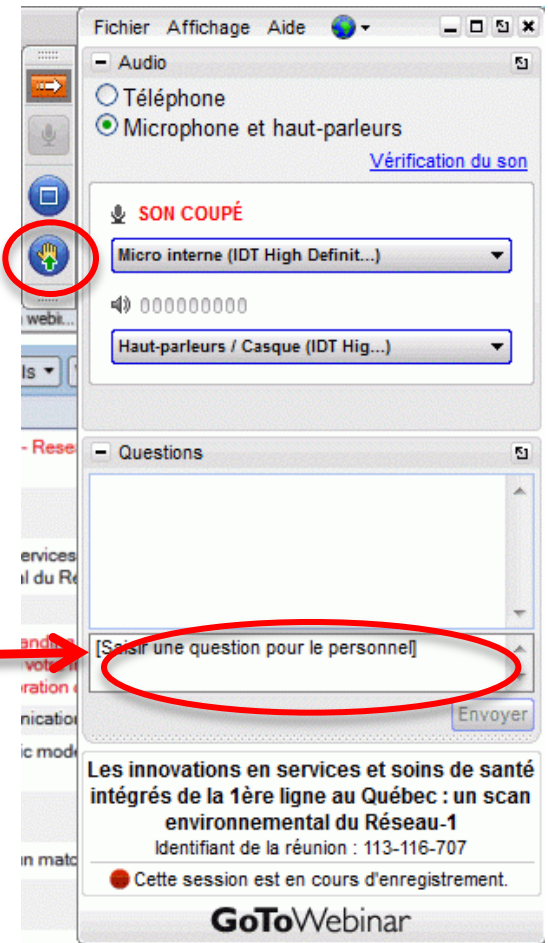 Fichier Affichage Aide
Audio
Téléphone
Microphone et haut-parleurs
Vérification du son
SON COUPÉ
Micro interne (IDT High Definit...)
000000000
Haut-parleurs / Casque (IDT Hig...)
webi...
ls
- Rese
Questions
ervices
al du Ré
[Saisir une question pour le personnel]
votre
oration
Envoyer
nication
ic mode
Les innovations en services et soins de santé
intégrés de la 1ère ligne au Québec : un scan
environnemental du Réseau-1
Identifiant de la réunion : 113-116-707
n matc
Cette session est en cours d'enregistrement.
GoToWebinar